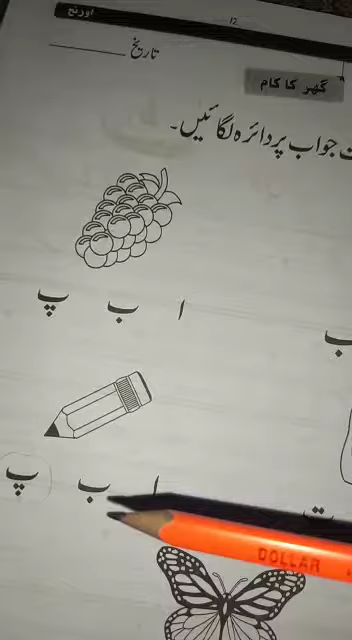 اورنج
12
تاریخ
گھر کا کام
جواب پر دائرہ لگائیں۔
ا ب پ
ب
ا ب پ
ت
DOLLAR